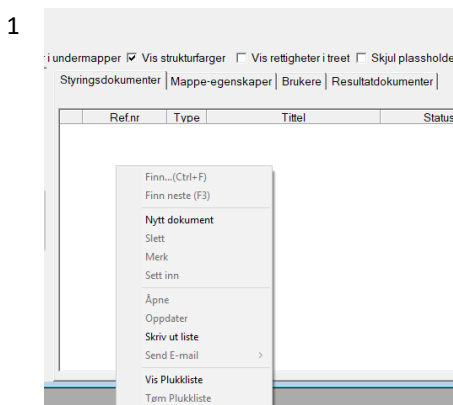 1
i undermapper Vis strukturfarger Vis rettigheter i treet Skjul plassholde
Styringsdokumenter Mappe-egenskaper Brukere Resultatdokumenter
Ref.nr Type Tittel Status
Finn...(Ctrl+F)
Finn neste (F3)
Nytt dokument
Slett
Merk
Sett inn
Åpne
Oppdater
Skriv ut liste
Send E-mail >
Vis Plukkliste
Tøm Plukkliste